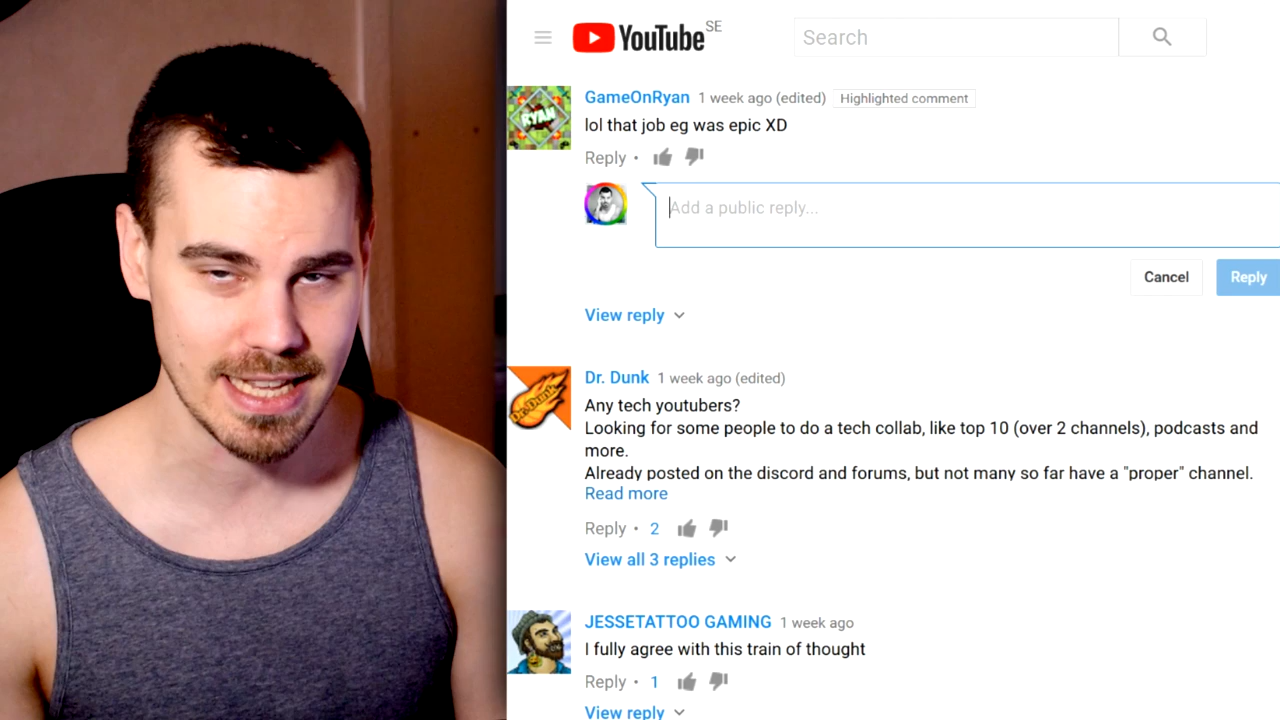 YouTube SE
Search
GameOnRyan 1 week ago (edited) Highlighted comment
RYAN
lol that job eg was epic XD
Reply •
Add a public reply...
Cancel Reply
View reply
Dr. Dunk 1 week ago (edited)
Dr. Dunk
Any tech youtubers?
Looking for some people to do a tech collab, like top 10 (over 2 channels), podcasts and
more.
Already posted on the discord and forums, but not many so far have a "proper" channel.
Read more
Reply • 2
View all 3 replies
JESSETATTOO GAMING 1 week ago
I fully agree with this train of thought
Reply • 1
View reply